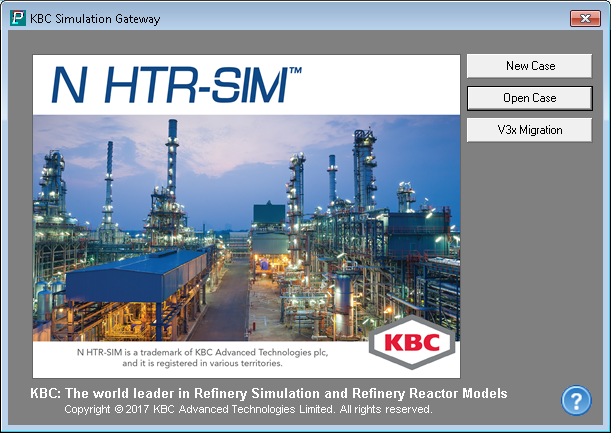 KBC Simulation Gateway
N HTR-SIM™
New Case
Open Case
V3x Migration
KBC
N HTR-SIM is a trademark of KBC Advanced Technologies plc,
and it is registered in various territories.
KBC: The world leader in Refinery Simulation and Refinery Reactor Models
Copyright © 2017 KBC Advanced Technologies Limited. All rights reserved.
?